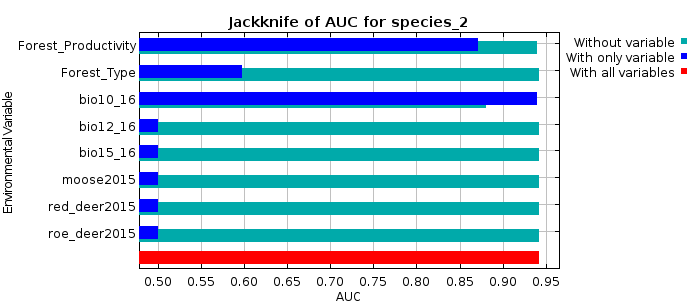 Jackknife of AUC for species_2
Environmental Variable
Forest_Productivity
Forest_Type
bio10_16
bio12_16
bio15_16
moose2015
red_deer2015
roe_deer2015
0.50 0.55 0.60 0.65 0.70 0.75 0.80 0.85 0.90 0.95
AUC
Without variable
With only variable
With all variables